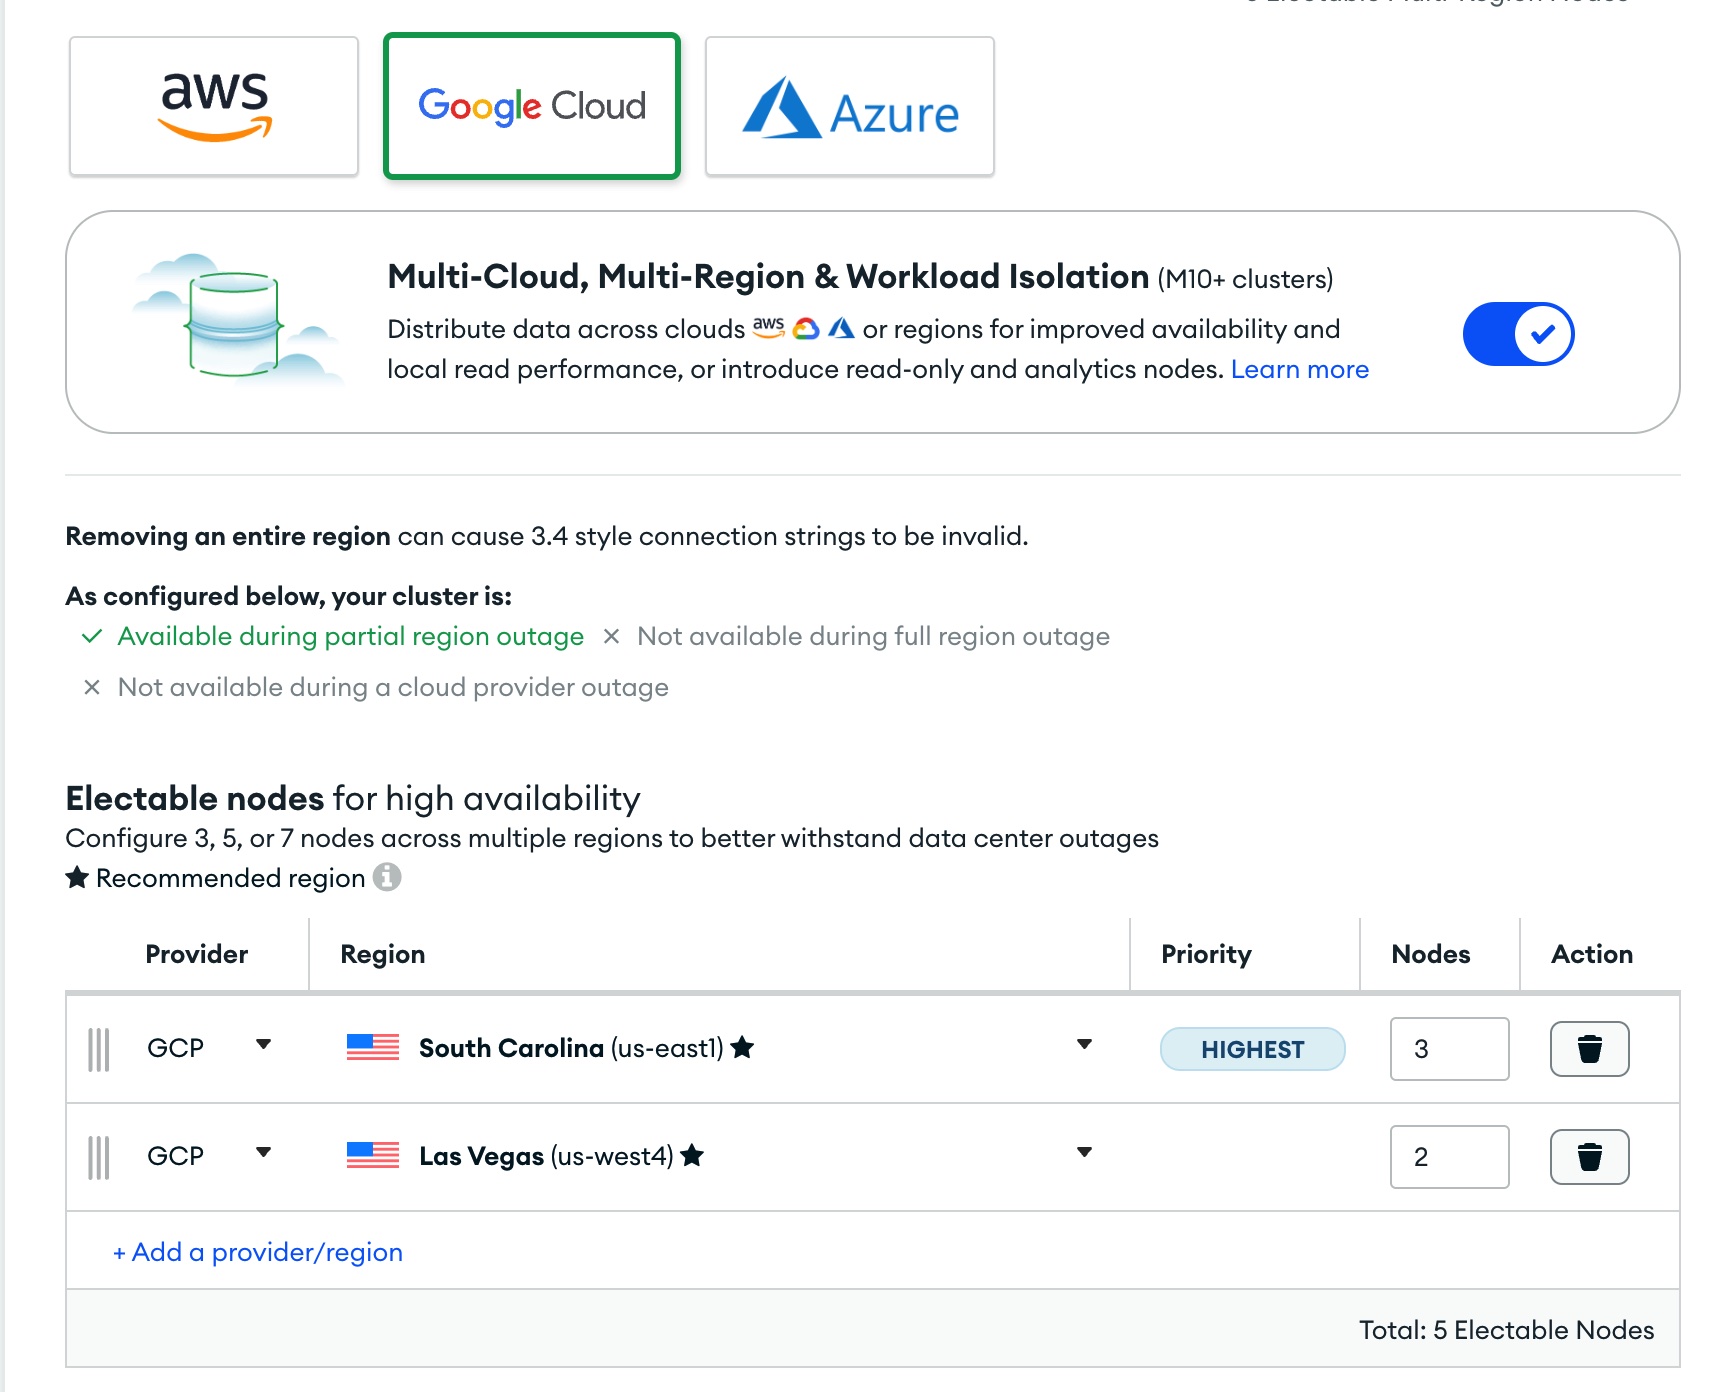 Electable Multi-Region Nodes
aws
Google Cloud
Azure
Multi-Cloud, Multi-Region & Workload Isolation (M10+ clusters)
Distribute data across clouds aws or regions for improved availability and
local read performance, or introduce read-only and analytics nodes. Learn more
Removing an entire region can cause 3.4 style connection strings to be invalid.
As configured below, your cluster is:
Available during partial region outage Not available during full region outage
Not available during a cloud provider outage
Electable nodes for high availability
Configure 3, 5, or 7 nodes across multiple regions to better withstand data center outages
★ Recommended region
Provider Region Priority Nodes Action
GCP South Carolina (us-east1) ★ HIGHEST 3
GCP Las Vegas (us-west4) ★ 2
+ Add a provider/region
Total: 5 Electable Nodes